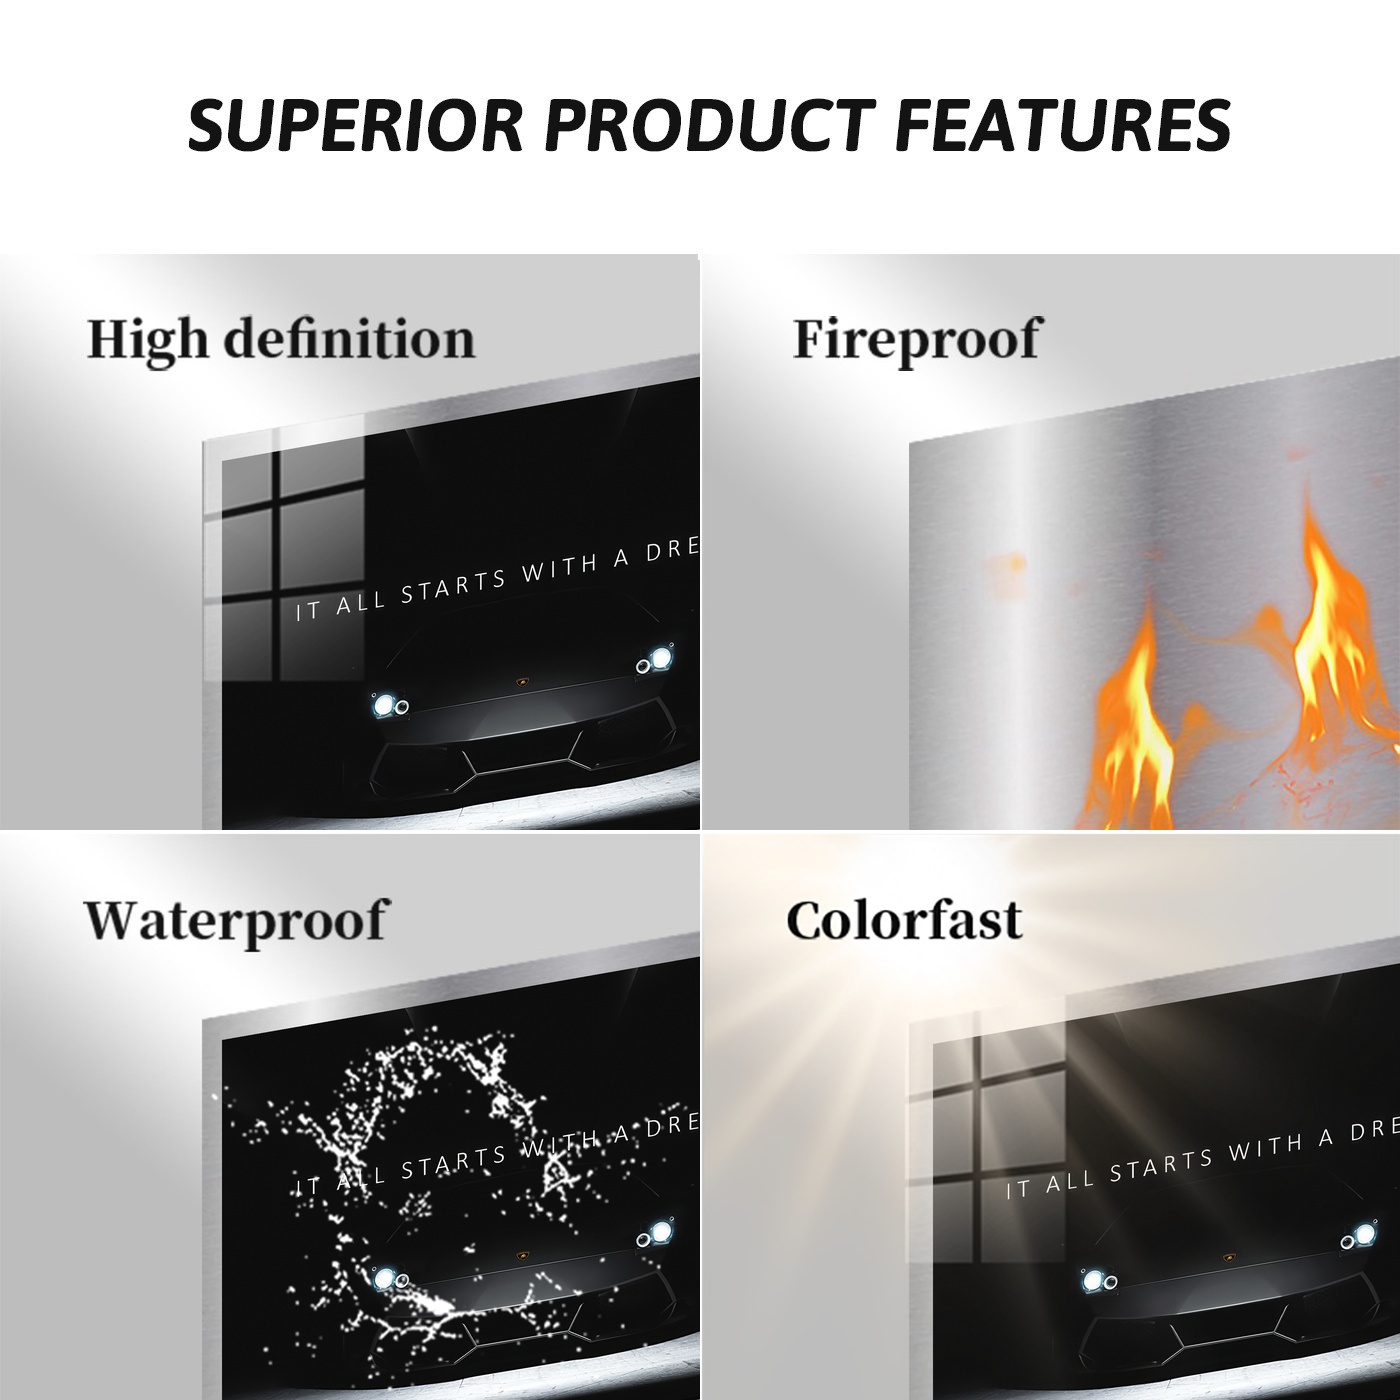 SUPERIOR PRODUCT FEATURES
High definition
Fireproof
IT ALL STARTS WITH A DRE
Waterproof
Colorfast
IT ALL STARTS WITH A DRE
IT ALL STARTS WITH A DRE